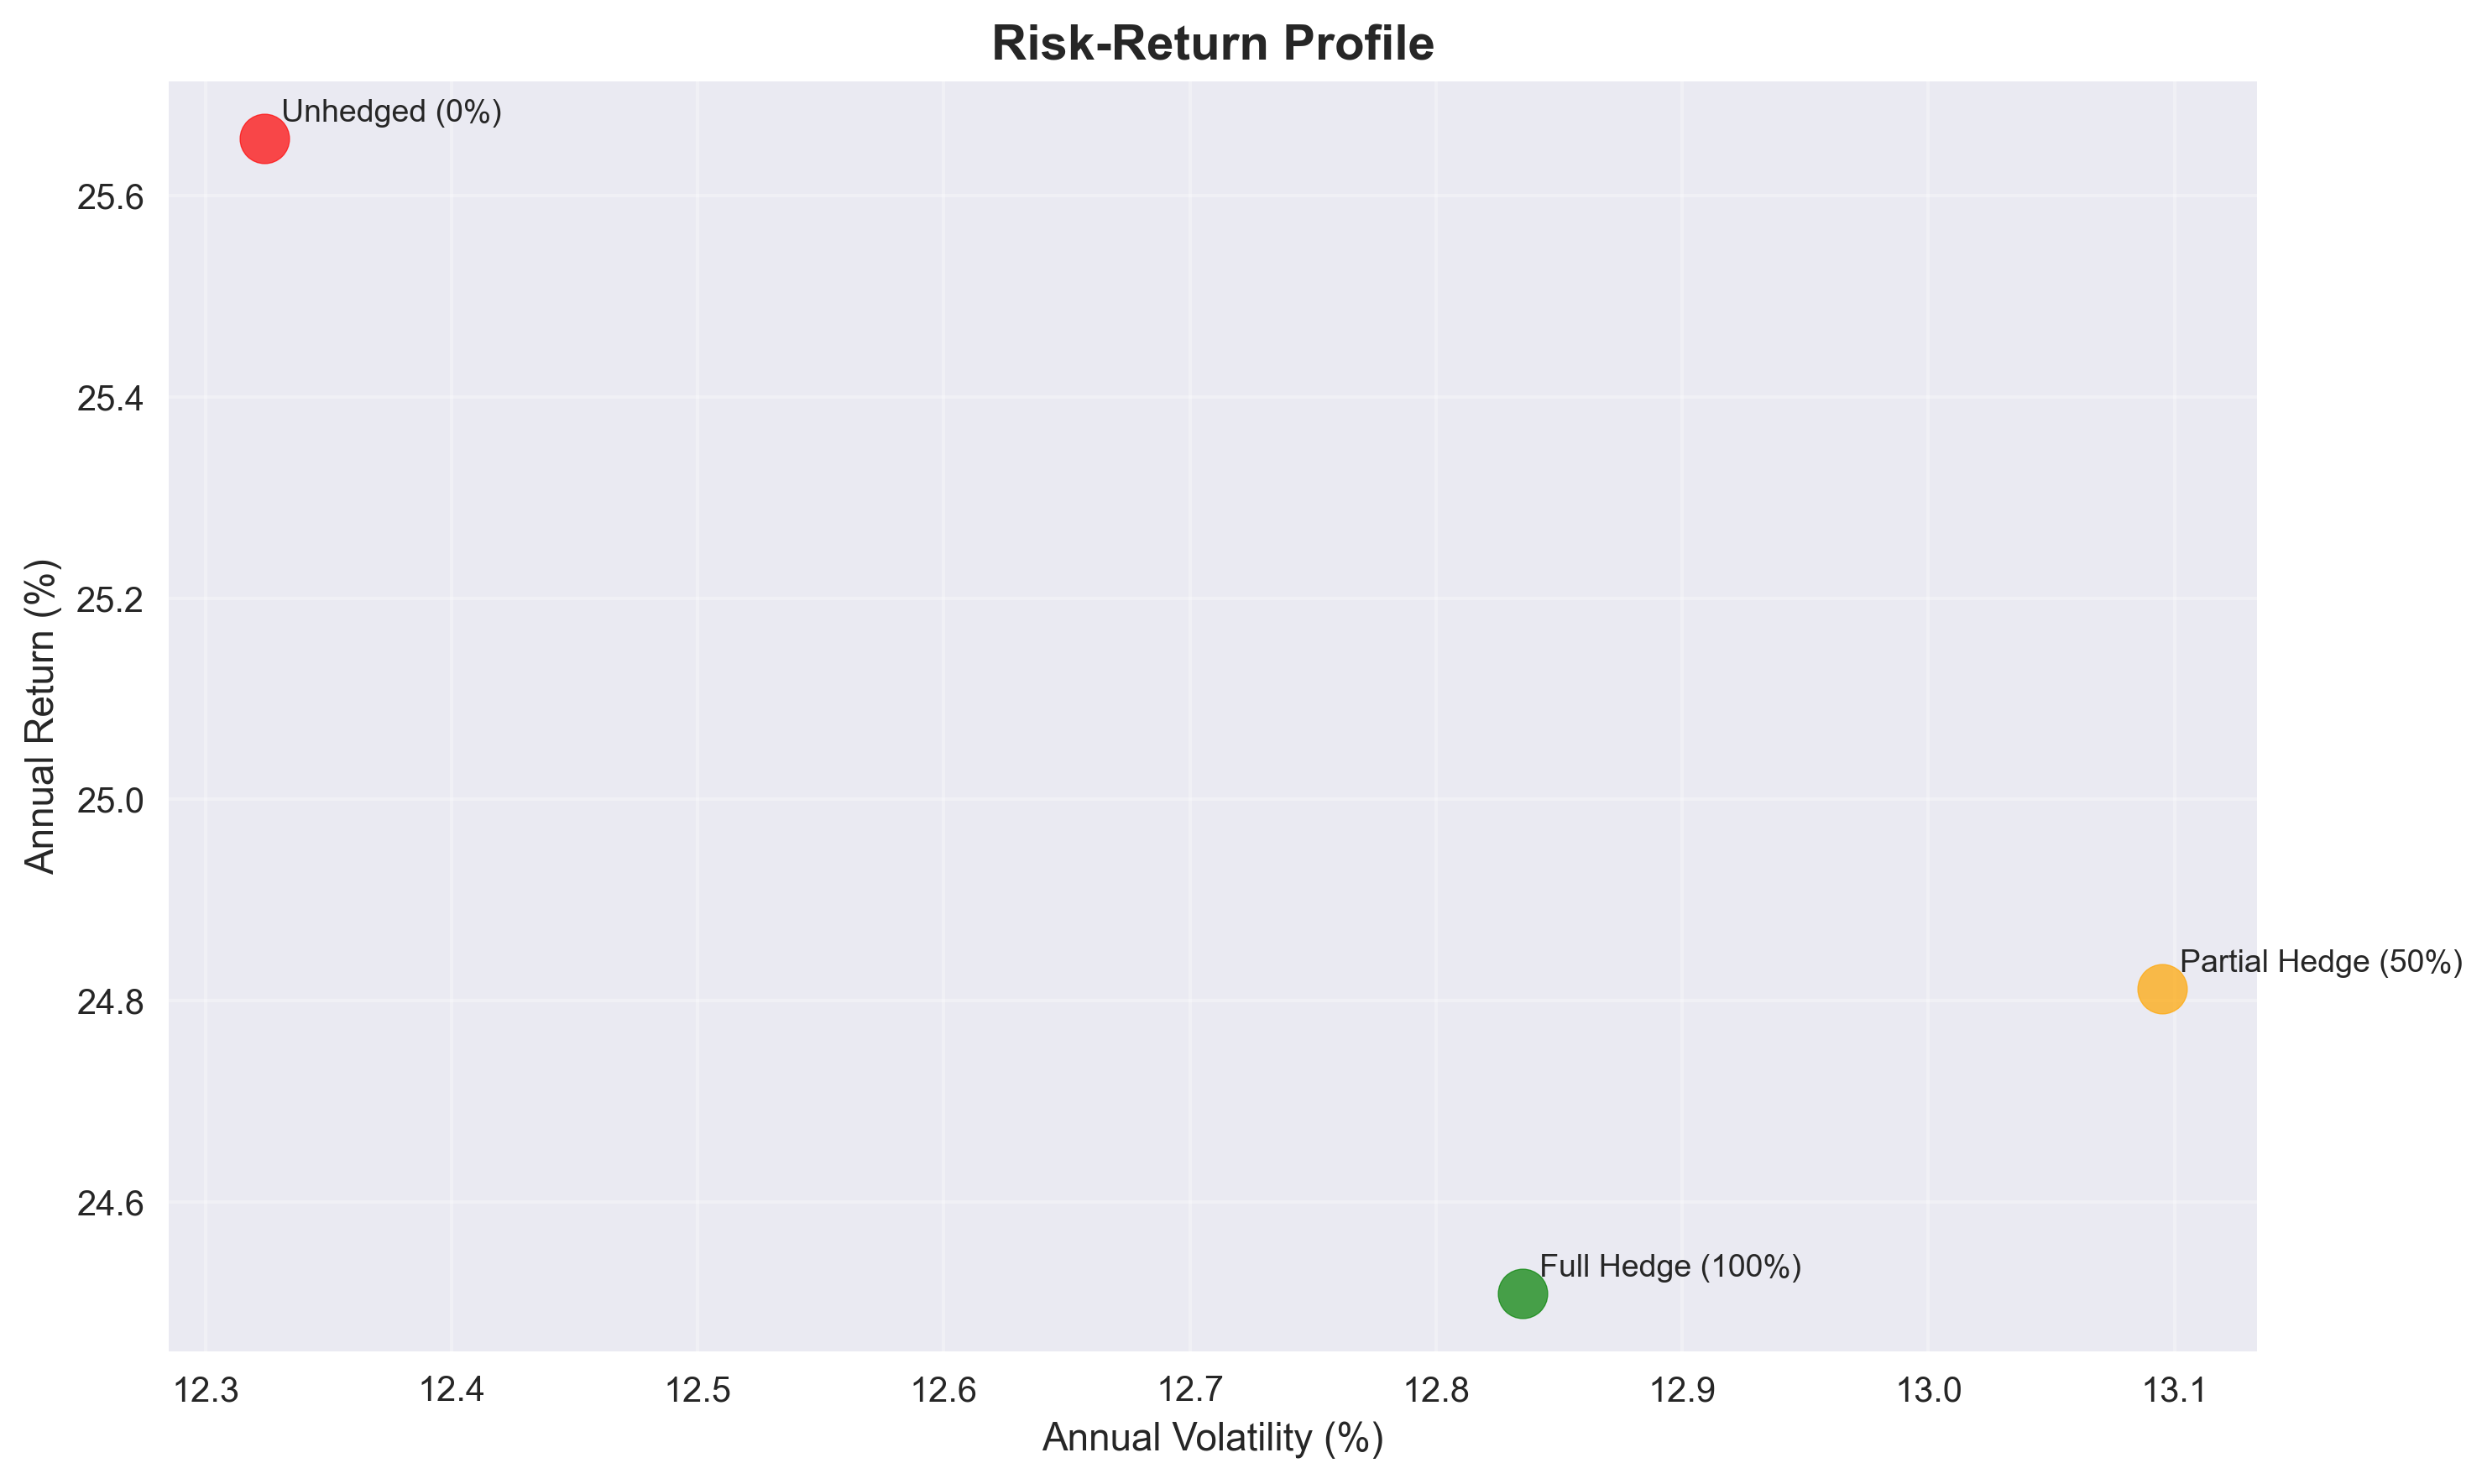 Risk-Return Profile
Unhedged (0%)
25.6
25.4
25.2
25.0
24.8
24.6
Annual Return (%)
Partial Hedge (50%)
Full Hedge (100%)
12.3 12.4 12.5 12.6 12.7 12.8 12.9 13.0 13.1
Annual Volatility (%)